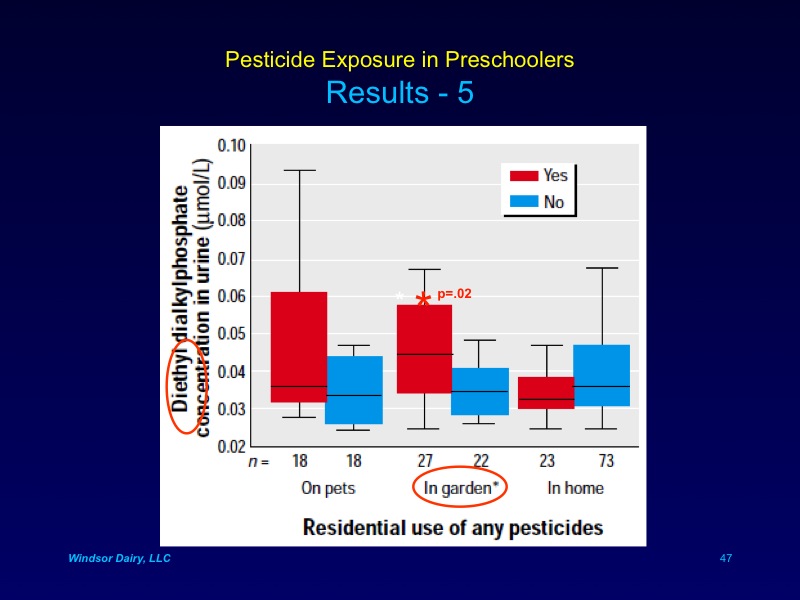 Pesticide Exposure in Preschoolers
Results - 5
Diethyl dialkylphosphate
concentration in urine (μmol/L)
0.10
0.09
0.08
0.07
0.06
0.05
0.04
0.03
0.02
Yes
No
* * p=.02
n = 18 18 27 22 23 73
On pets In garden* In home
Residential use of any pesticides
Windsor Dairy, LLC 47